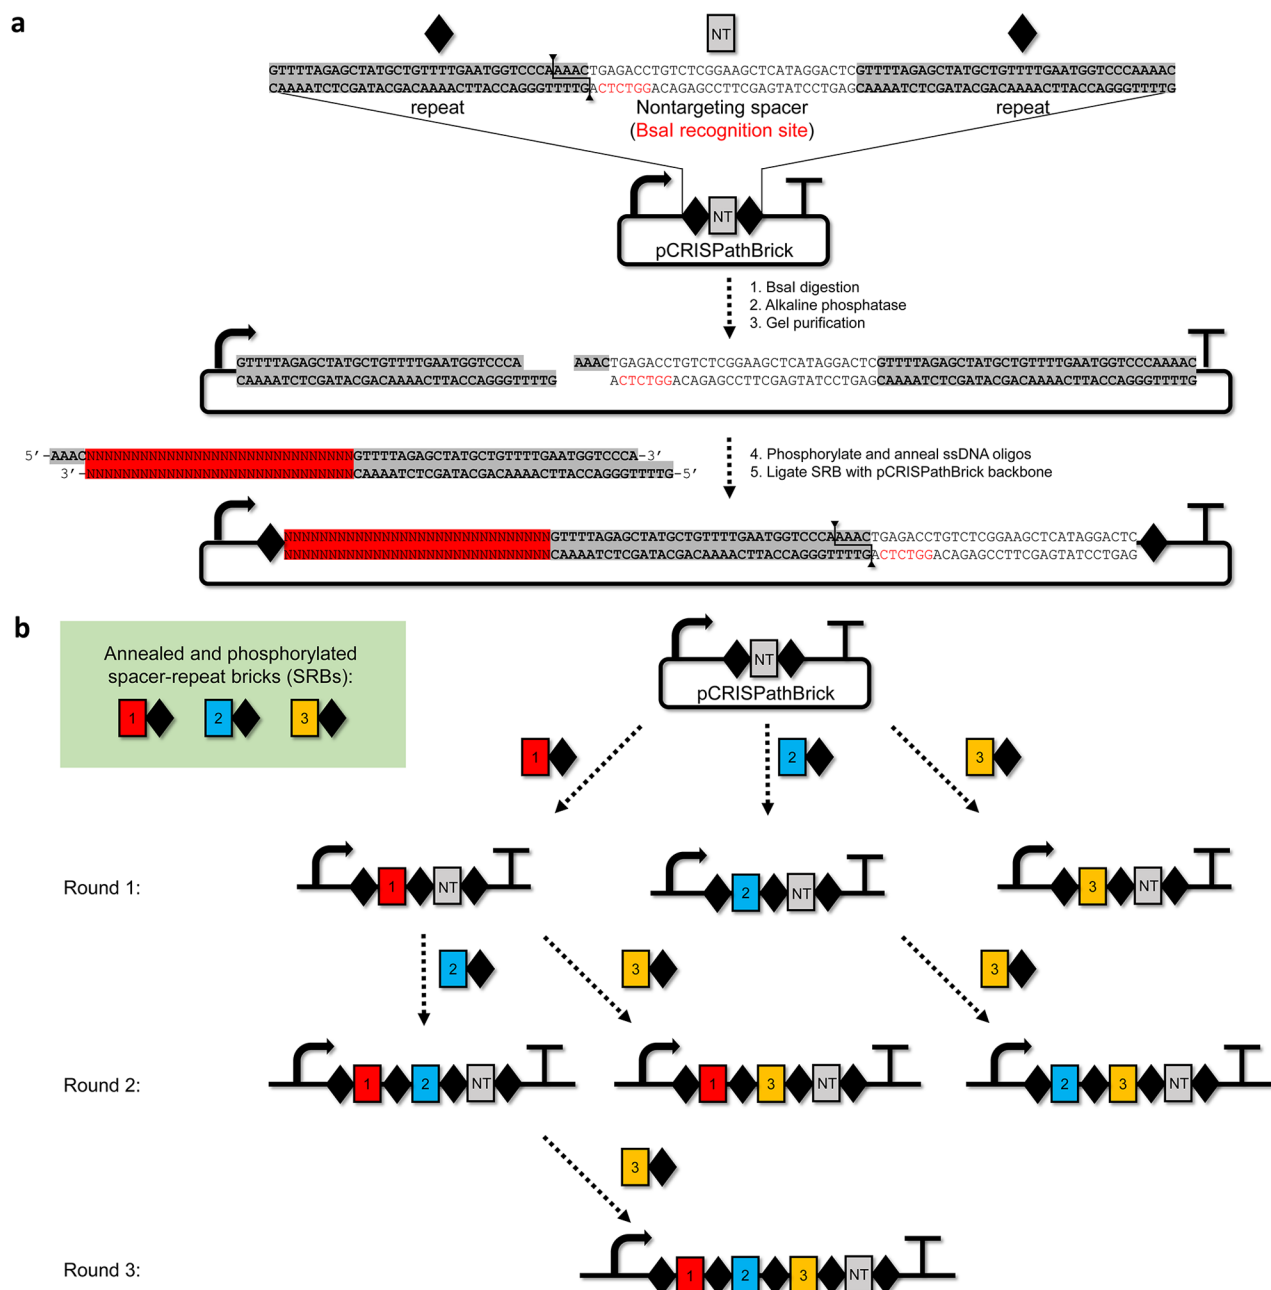 a
NT
GTTTTAGAGCTATGCTGTTTTGAATGGTCCCAAAACTGAGACCTGTCTCGGAAGCTCATAGGACTCGTTTTAGAGCTATGCTGTTTTGAATGGTCCCAAAAC
CAAAATCTCGATACGACAAAACTTACCAGGGTTTTGACTCTGGACAGAGCCTTCGAGTATCCTGAGCAAAATCTCGATACGACAAAACTTACCAGGGTTTTG
repeat Nontargeting spacer repeat
(BsaI recognition site)
NT
pCRISPathBrick
1. BsaI digestion
2. Alkaline phosphatase
3. Gel purification
GTTTTAGAGCTATGCTGTTTTGAATGGTCCCA AAACTGAGACCTGTCTCGGAAGCTCATAGGACTCGTTTTAGAGCTATGCTGTTTTGAATGGTCCCAAAAC
CAAAATCTCGATACGACAAAACTTACCAGGGTTTTG ACTCTGGACAGAGCCTTCGAGTATCCTGAGCAAAATCTCGATACGACAAAACTTACCAGGGTTTTG
5'-AAACNNNNNNNNNNNNNNNNNNNNNNNNNNNNNNGTTTTAGAGCTATGCTGTTTTGAATGGTCCCA-3'
3'-NNNNNNNNNNNNNNNNNNNNNNNNNNNNNNCAAAATCTCGATACGACAAAACTTACCAGGGTTTTG-5'
4. Phosphorylate and anneal ssDNA oligos
5. Ligate SRB with pCRISPathBrick backbone
NNNNNNNNNNNNNNNNNNNNNNNNNNNNNNGTTTTAGAGCTATGCTGTTTTGAATGGTCCCAAAACTGAGACCTGTCTCGGAAGCTCATAGGACTC
NNNNNNNNNNNNNNNNNNNNNNNNNNNNNNCAAAATCTCGATACGACAAAACTTACCAGGGTTTTGACTCTGGACAGAGCCTTCGAGTATCCTGAG
b
Annealed and phosphorylated
spacer-repeat bricks (SRBs):
1 2 3
NT
pCRISPathBrick
1 2 3
Round 1: 1 NT 2 NT 3 NT
2 3 3
Round 2: 1 2 NT 1 3 NT 2 3 NT
3
Round 3: 1 2 3 NT